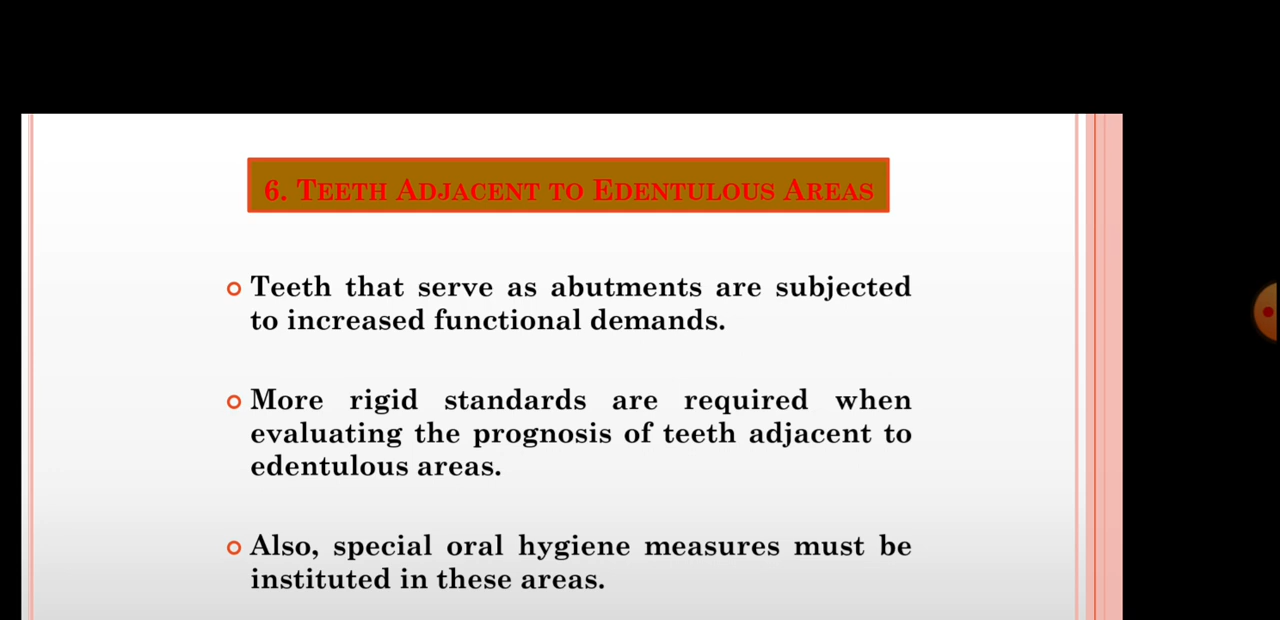 6. Teeth Adjacent to Edentulous Areas
Teeth that serve as abutments are subjected
to increased functional demands.
More rigid standards are required when
evaluating the prognosis of teeth adjacent to
edentulous areas.
Also, special oral hygiene measures must be
instituted in these areas.